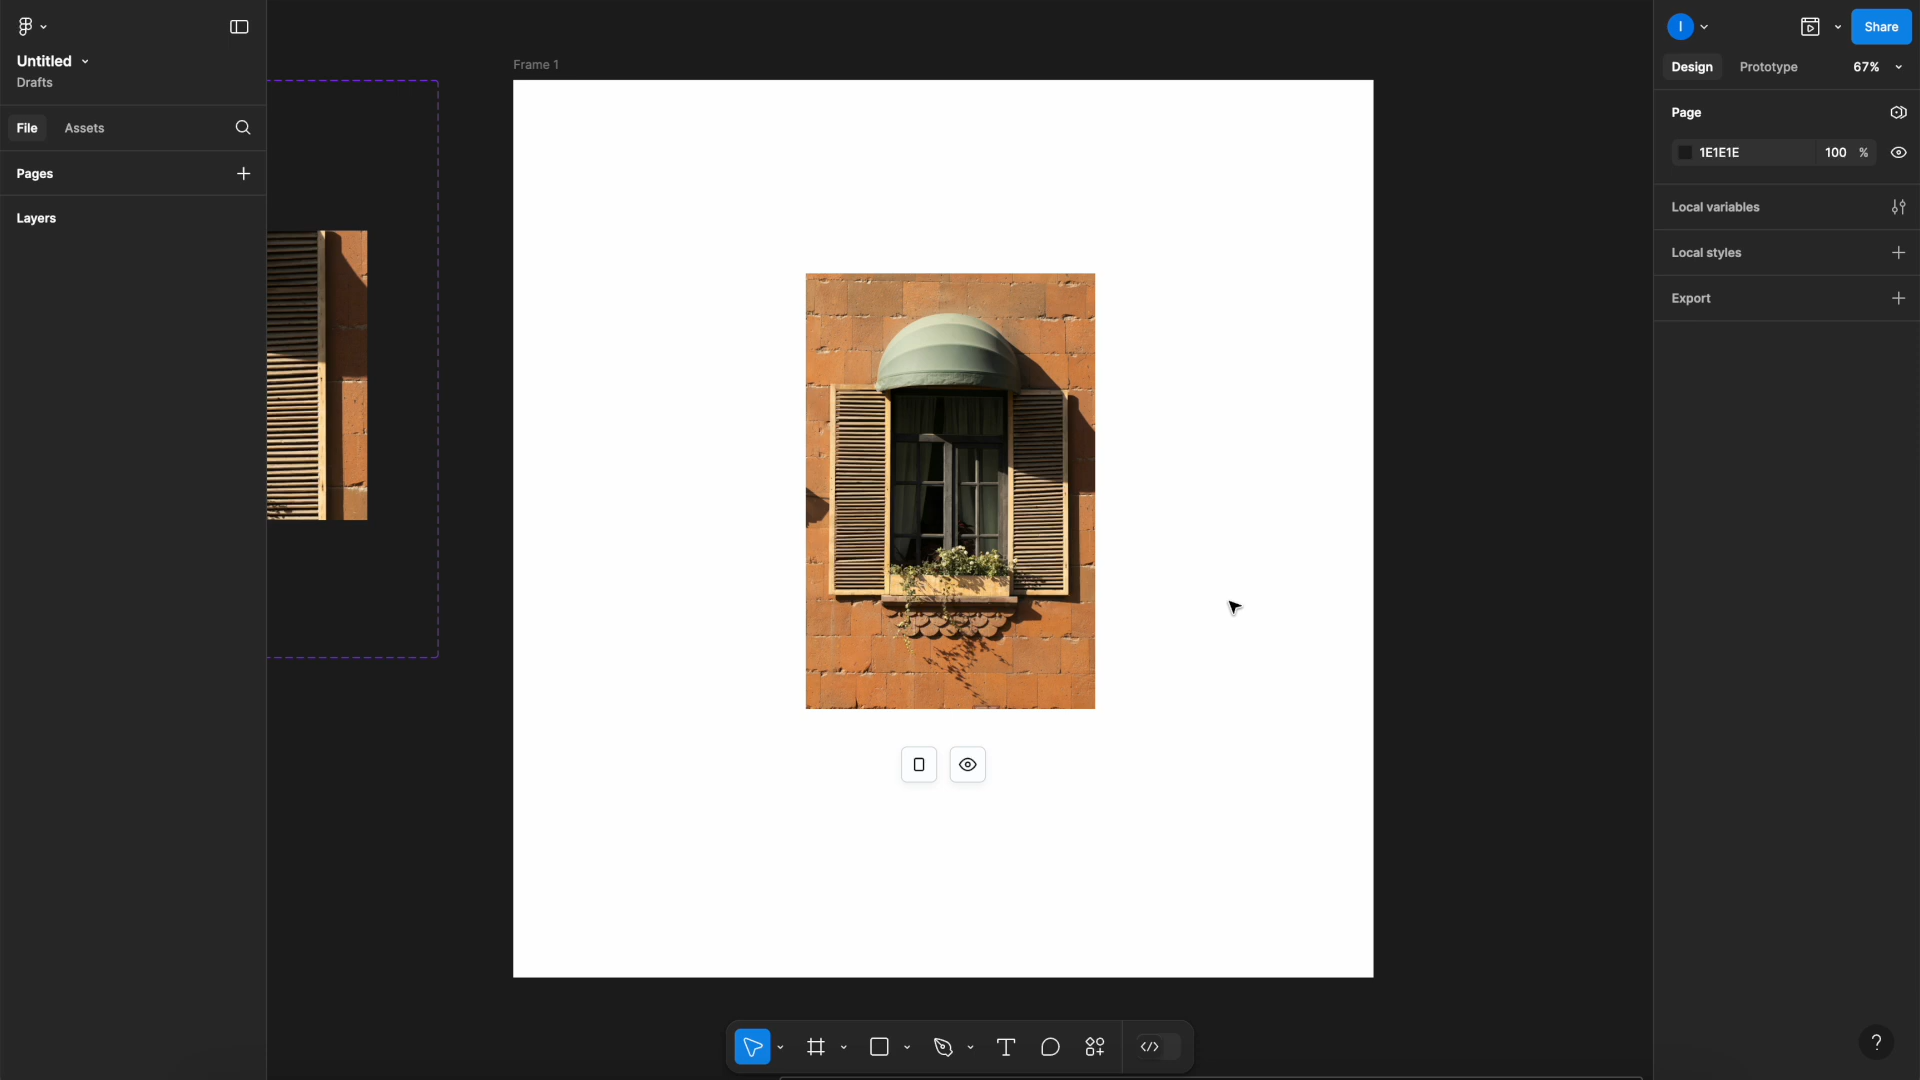 Untitled
Drafts
File
Assets
Pages
Layers
Frame 1
I
Share
Design
Prototype
67%
Page
1E1E1E
100 %
Local variables
Local styles
Export
?